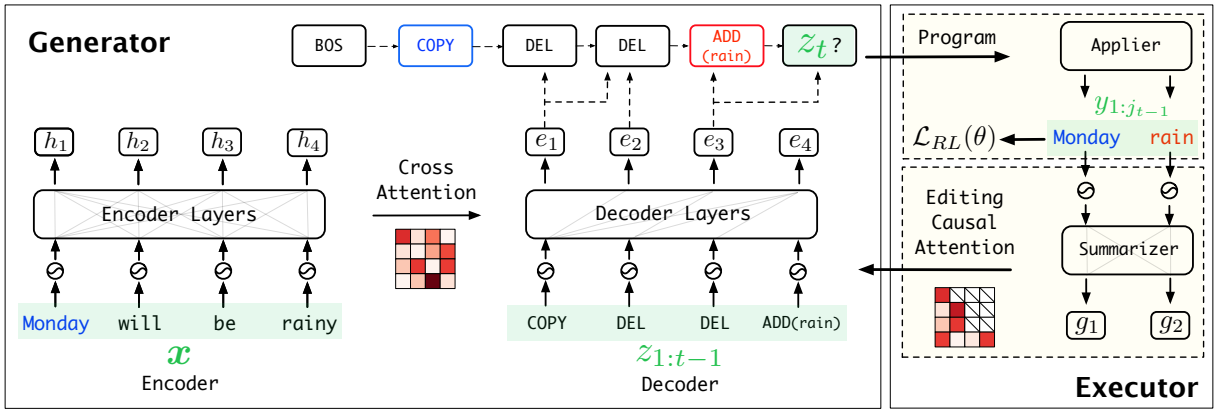 Generator
BOS
COPY
DEL
DEL
ADD
(rain)
z_t ?
h_1
h_2
h_3
h_4
e_1
e_2
e_3
e_4
Encoder Layers
Cross
Attention
Decoder Layers
Monday
will
be
rainy
COPY
DEL
DEL
ADD(rain)
x
z_{1:t-1}
Encoder
Decoder
Program
Applier
y_{1:j_{t-1}}
L_{RL}(θ)
Monday
rain
Editing
Causal
Attention
Summarizer
g_1
g_2
Executor